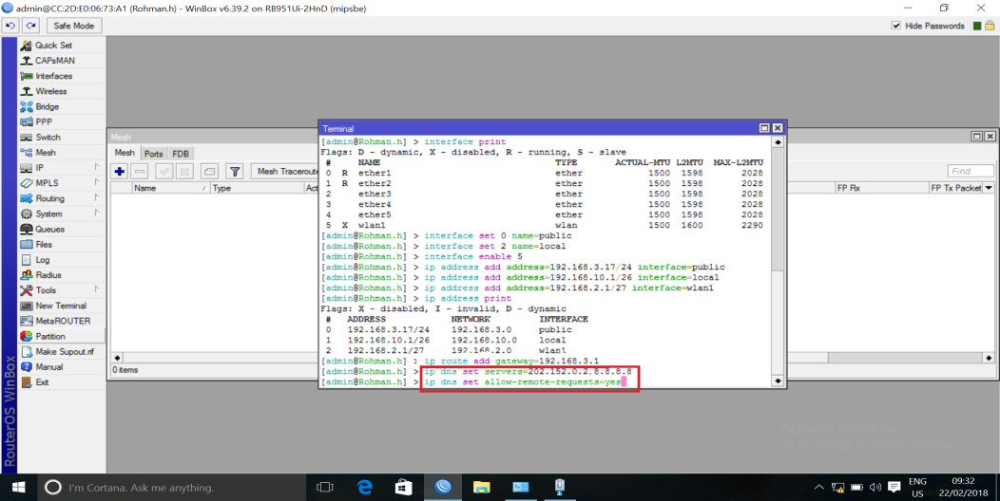 admin@CC:2D:E0:06:73:A1 (Rohman.h) - WinBox v6.39.2 on RB951Ui-2HnD (mipsbe)
Safe Mode
Hide Passwords
Quick Set
CAPsMAN
Interfaces
Wireless
Bridge
PPP
Switch
Mesh
IP
MPLS
Routing
System
Queues
Files
Log
Radius
Tools
New Terminal
MetaROUTER
Partition
Make Supout.rif
Manual
Exit
RouterOS WinBox
Mesh
Mesh Ports FDB
Mesh Traceroute
Find
Name / Type Act
FP Rx FP Tx Packet
0 items
Terminal
[admin@Rohman.h] > interface print
Flags: D - dynamic, X - disabled, R - running, S - slave
# NAME TYPE ACTUAL-MTU L2MTU MAX-L2MTU
0 R ether1 ether 1500 1598 2028
1 R ether2 ether 1500 1598 2028
2 ether3 ether 1500 1598 2028
3 ether4 ether 1500 1598 2028
4 ether5 ether 1500 1598 2028
5 X wlan1 wlan 1500 1600 2290
[admin@Rohman.h] > interface set 0 name=public
[admin@Rohman.h] > interface set 2 name=local
[admin@Rohman.h] > interface enable 5
[admin@Rohman.h] > ip address add address=192.168.3.17/24 interface=public
[admin@Rohman.h] > ip address add address=192.168.10.1/26 interface=local
[admin@Rohman.h] > ip address add address=192.168.2.1/27 interface=wlan1
[admin@Rohman.h] > ip address print
Flags: X - disabled, I - invalid, D - dynamic
# ADDRESS NETWORK INTERFACE
0 192.168.3.17/24 192.168.3.0 public
1 192.168.10.1/26 192.168.10.0 local
2 192.168.2.1/27 192.168.2.0 wlan1
[admin@Rohman.h] > ip route add gateway=192.168.3.1
[admin@Rohman.h] > ip dns set servers=202.152.0.2,8.8.8.8
[admin@Rohman.h] > ip dns set allow-remote-requests=yes
Activate Windows
I'm Cortana. Ask me anything.
ENG
US
09:32
22/02/2018